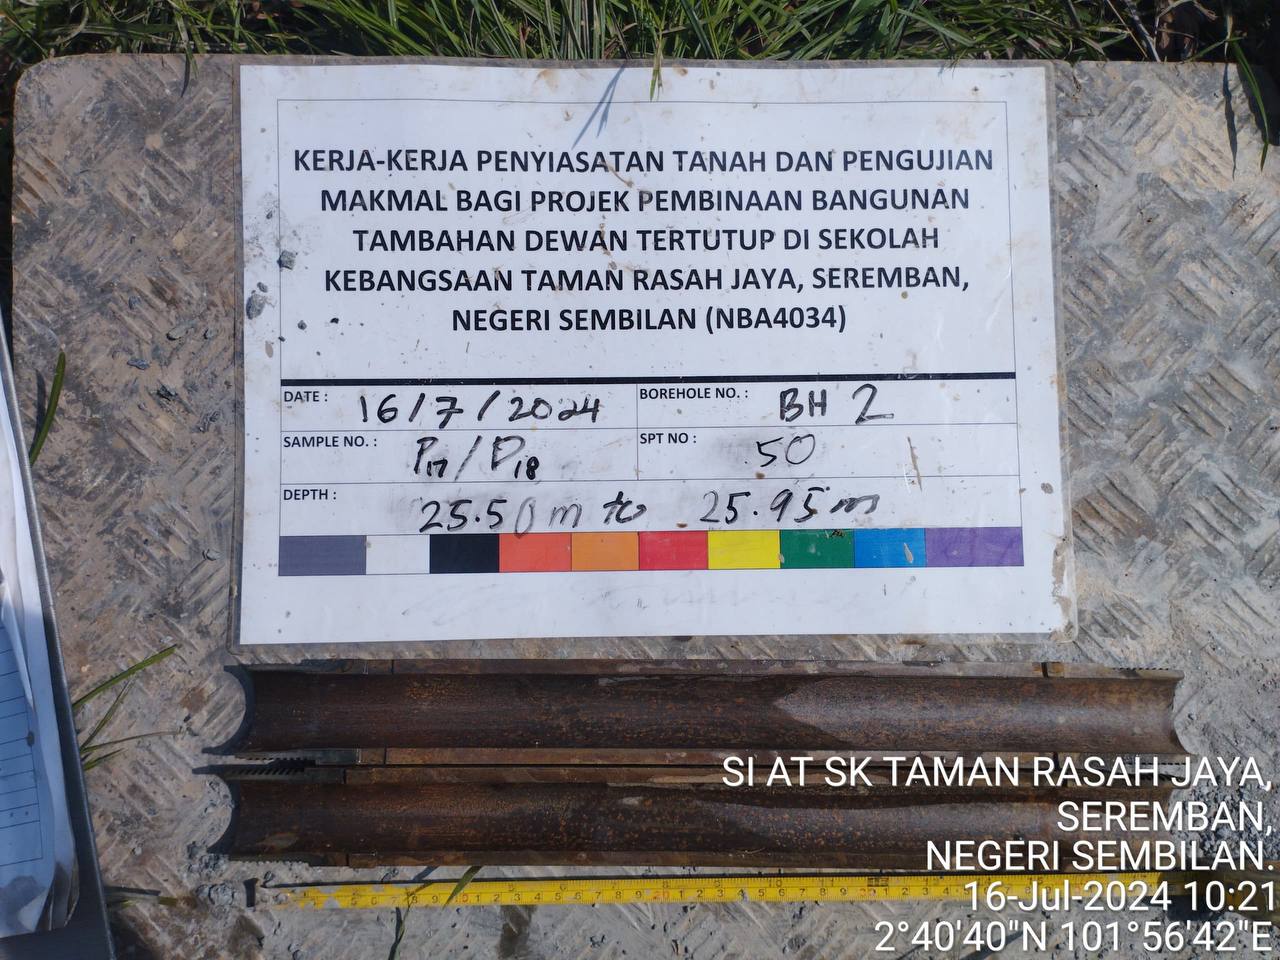 KERJA-KERJA PENYIASATAN TANAH DAN PENGUJIAN
MAKMAL BAGI PROJEK PEMBINAAN BANGUNAN
TAMBAHAN DEWAN TERTUTUP DI SEKOLAH
KEBANGSAAN TAMAN RASAH JAYA, SEREMBAN,
NEGERI SEMBILAN (NBA4034)
DATE : 16/7/2024 BOREHOLE NO. : BH 2
SAMPLE NO. : P17/D18 SPT NO : 50
DEPTH : 25.50m to 25.95m
SI AT SK TAMAN RASAH JAYA,
SEREMBAN,
NEGERI SEMBILAN.
16-Jul-2024 10:21
2°40'40"N 101°56'42"E